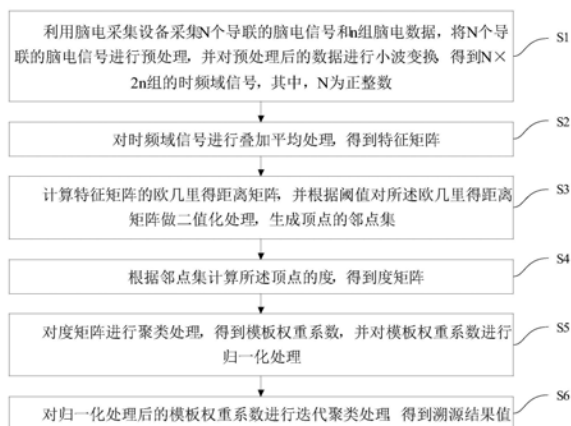 利用脑电采集设备采集N个导联的脑电信号和n组脑电数据，将N个导
联的脑电信号进行预处理，并对预处理后的数据进行小波变换，得到N×
2n组的时频域信号，其中，N为正整数
S1
对时频域信号进行叠加平均处理，得到特征矩阵
S2
计算特征矩阵的欧几里得距离矩阵，并根据阈值对所述欧几里得距离
矩阵做二值化处理，生成顶点的邻点集
S3
根据邻点集计算所述顶点的度，得到度矩阵
S4
对度矩阵进行聚类处理，得到模板权重系数，并对模板权重系数进行
归一化处理
S5
对归一化处理后的模板权重系数进行迭代聚类处理，得到溯源结果值
S6